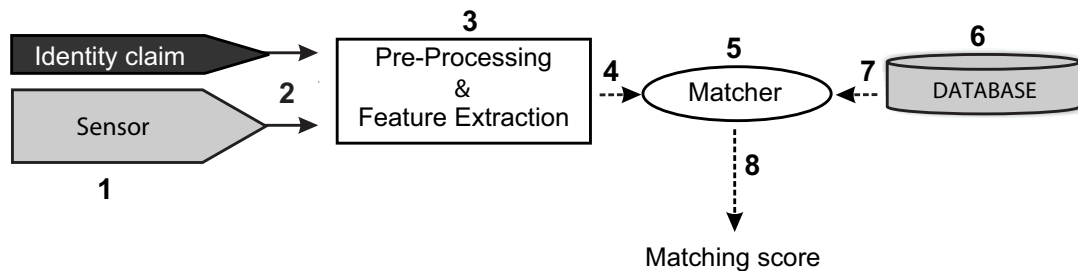 3
6
Identity claim
Pre-Processing
&
Feature Extraction
5
4
7
2
Matcher
DATABASE
Sensor
8
1
Matching score